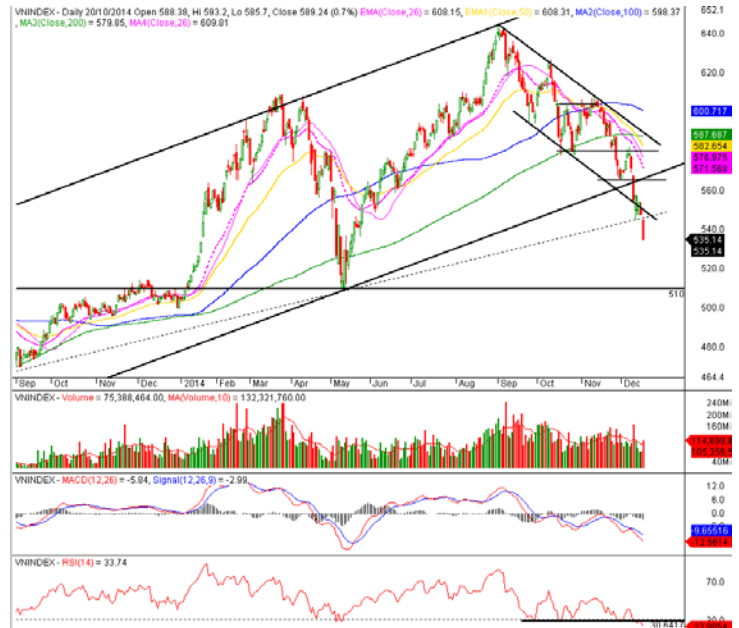 VNINDEX - Daily 20/10/2014 Open 588.38, Hi 593.2, Lo 585.7, Close 589.24 (0.7%) EMA(Close,26) = 608.15, EMA1(Close,50) = 608.31, MA2(Close,100) = 598.37
, MA3(Close,200) = 579.85, MA4(Close,26) = 609.81
652.1
640.0
620.0
600.717
587.687
582.654
576.975
571.569
560.0
540.0
535.14
535.14
520.0
510
500.0
480.0
464.4
Sep Oct Nov Dec 2014 Feb Mar Apr May Jun Jul Aug Sep Oct Nov Dec
VNINDEX - Volume = 75,388,464.00, MA(Volume,10) = 132,321,760.00
240M
200M
160M
40M
VNINDEX - MACD(12,26) = -5.84, Signal(12,26,9) = -2.99
12.0
6.0
0.0
-9.65516
VNINDEX - RSI(14) = 33.74
70.0
30.6417